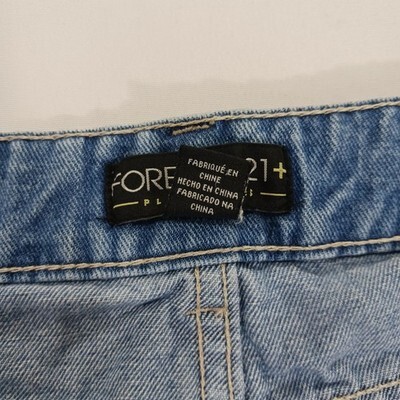 FORE 21+
PL
FABRIQUÉ EN
CHINE
HECHO EN CHINA
FABRICADO NA
CHINA